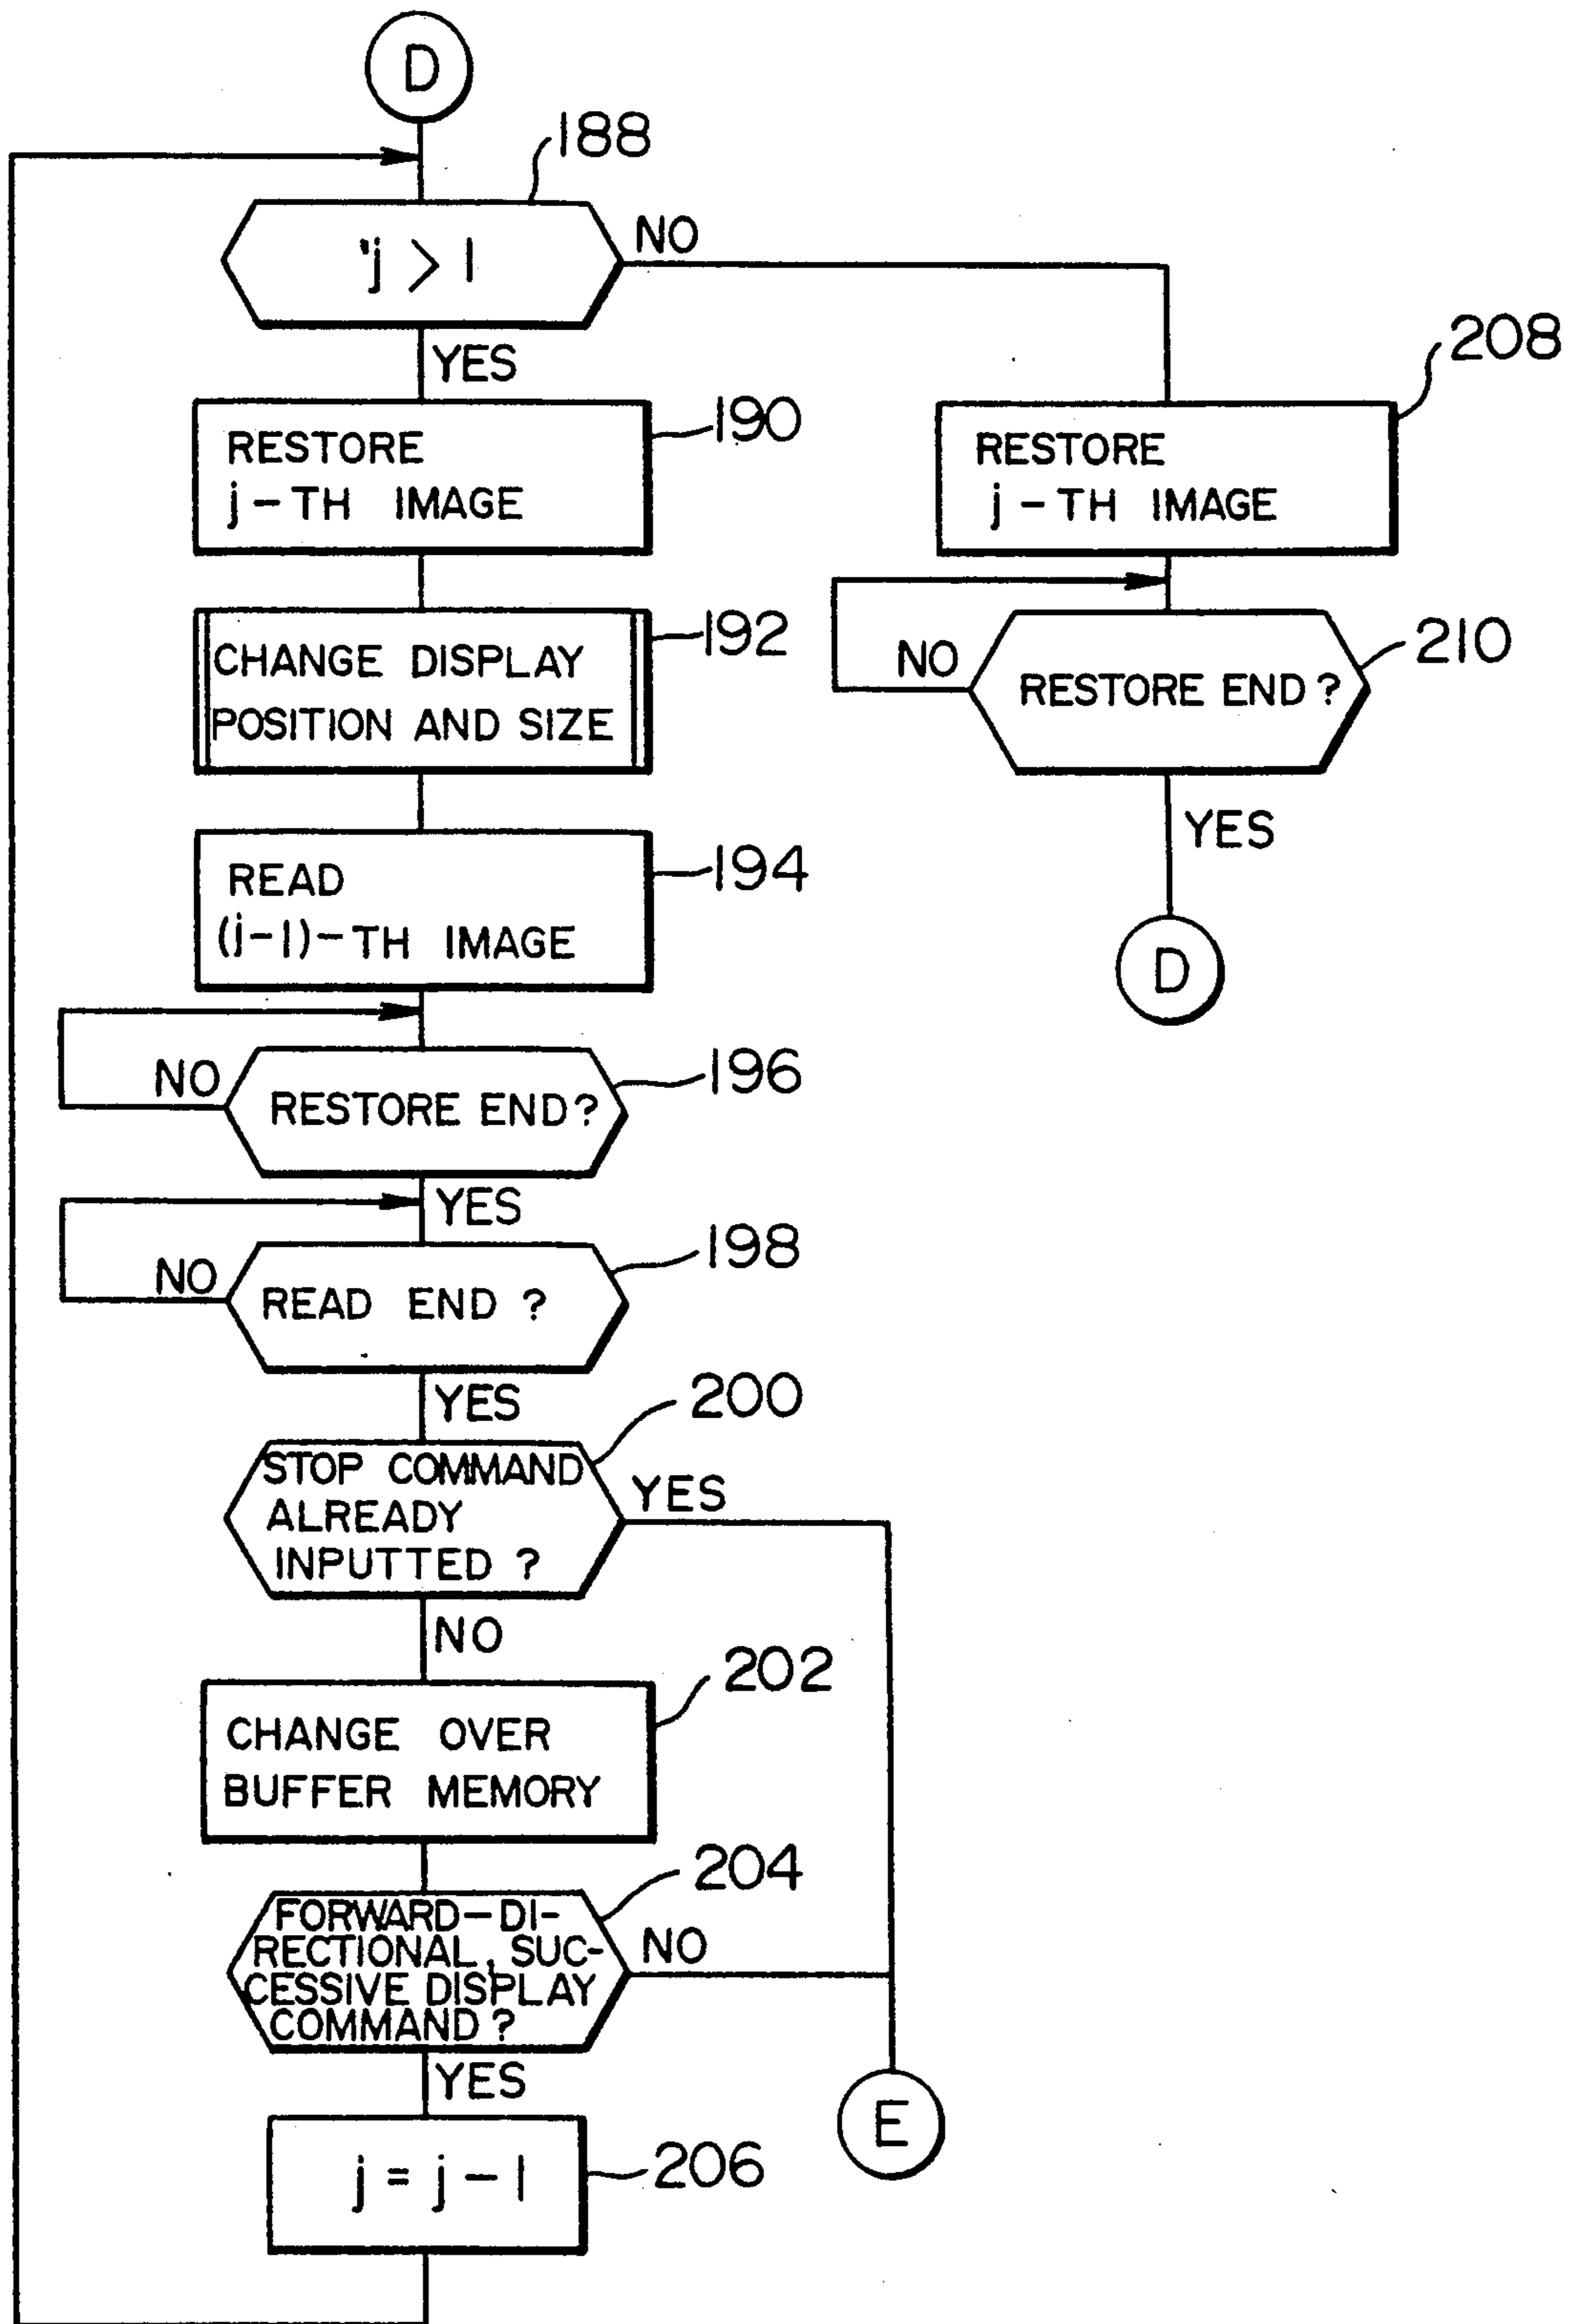 D
188
'j > 1
NO
YES
190
RESTORE
j-TH IMAGE
208
RESTORE
j-TH IMAGE
192
CHANGE DISPLAY
POSITION AND SIZE
NO
RESTORE END?
210
YES
D
194
READ
(j-1)-TH IMAGE
NO
RESTORE END?
196
YES
NO
READ END ?
198
YES
200
STOP COMMAND
ALREADY
INPUTTED ?
YES
NO
202
CHANGE OVER
BUFFER MEMORY
204
FORWARD-DI-
RECTIONAL, SUC-
CESSIVE DISPLAY
COMMAND?
NO
YES
E
j = j - 1
206